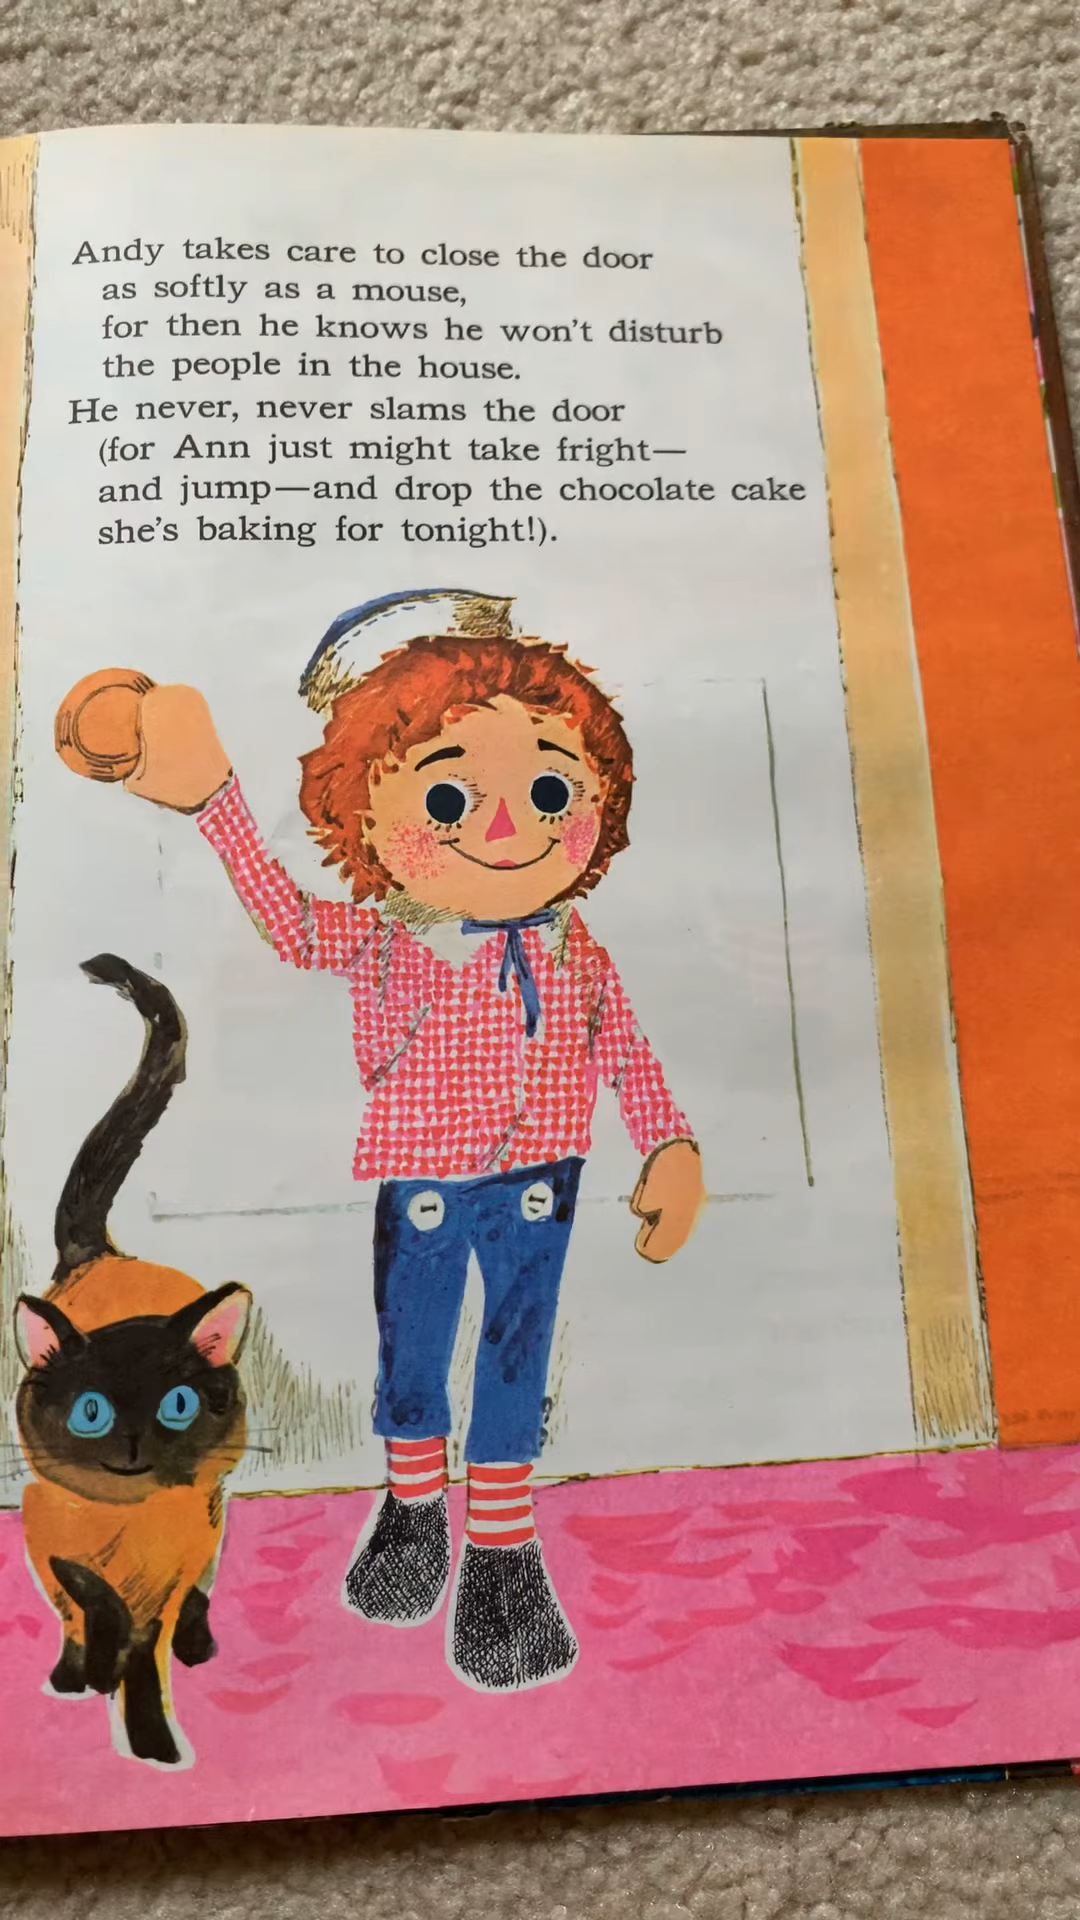 Andy takes care to close the door
as softly as a mouse,
for then he knows he won't disturb
the people in the house.
He never, never slams the door
(for Ann just might take fright—
and jump—and drop the chocolate cake
she's baking for tonight!).